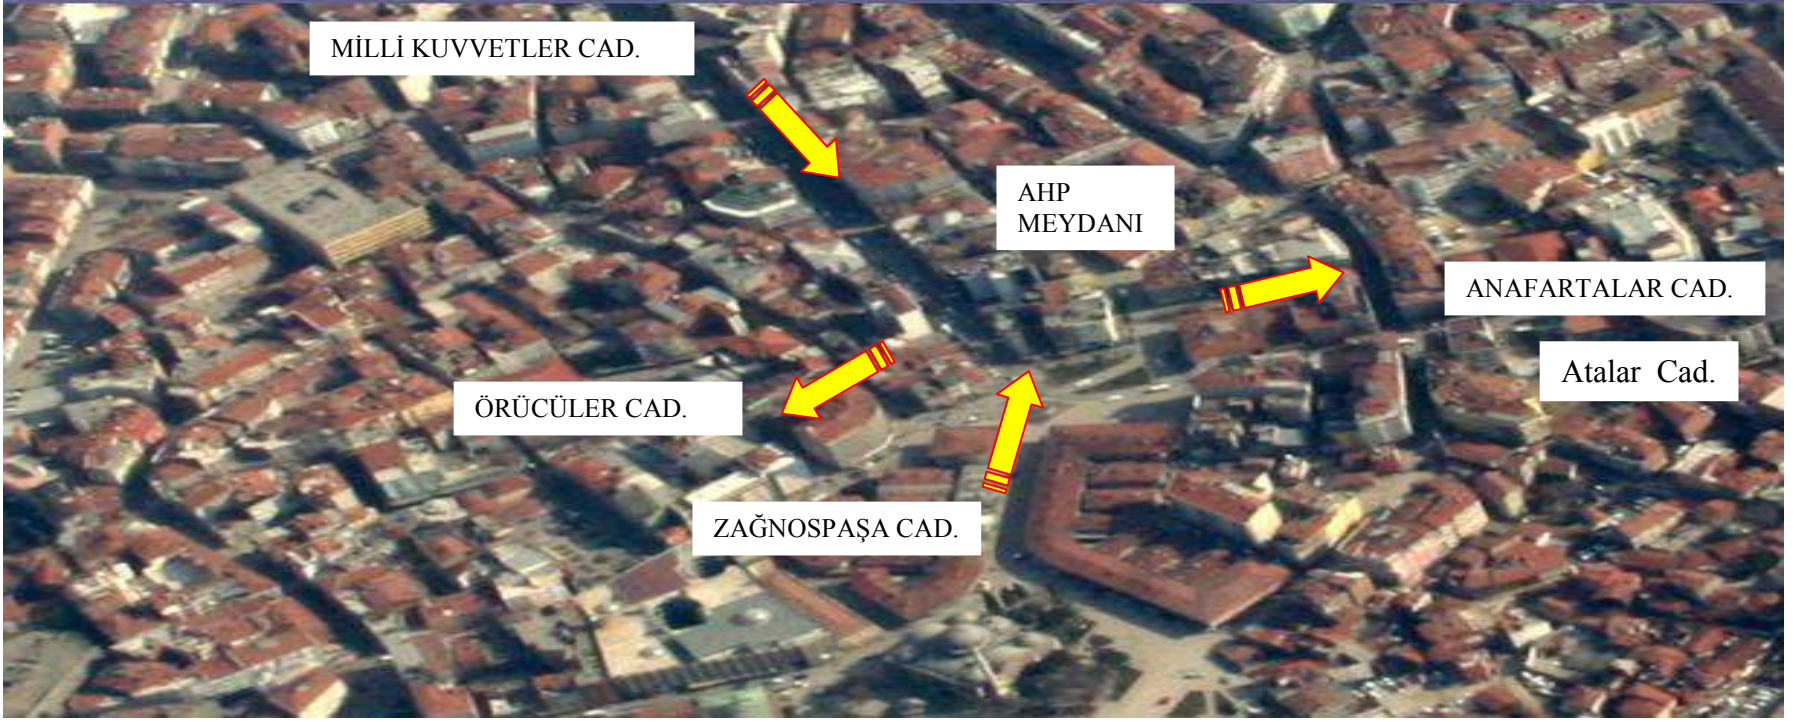 MİLLİ KUVVETLER CAD.
AHP
MEYDANI
ANAFARTALAR CAD.
Atalar Cad.
ÖRÜCÜLER CAD.
ZAĞNOSPAŞA CAD.